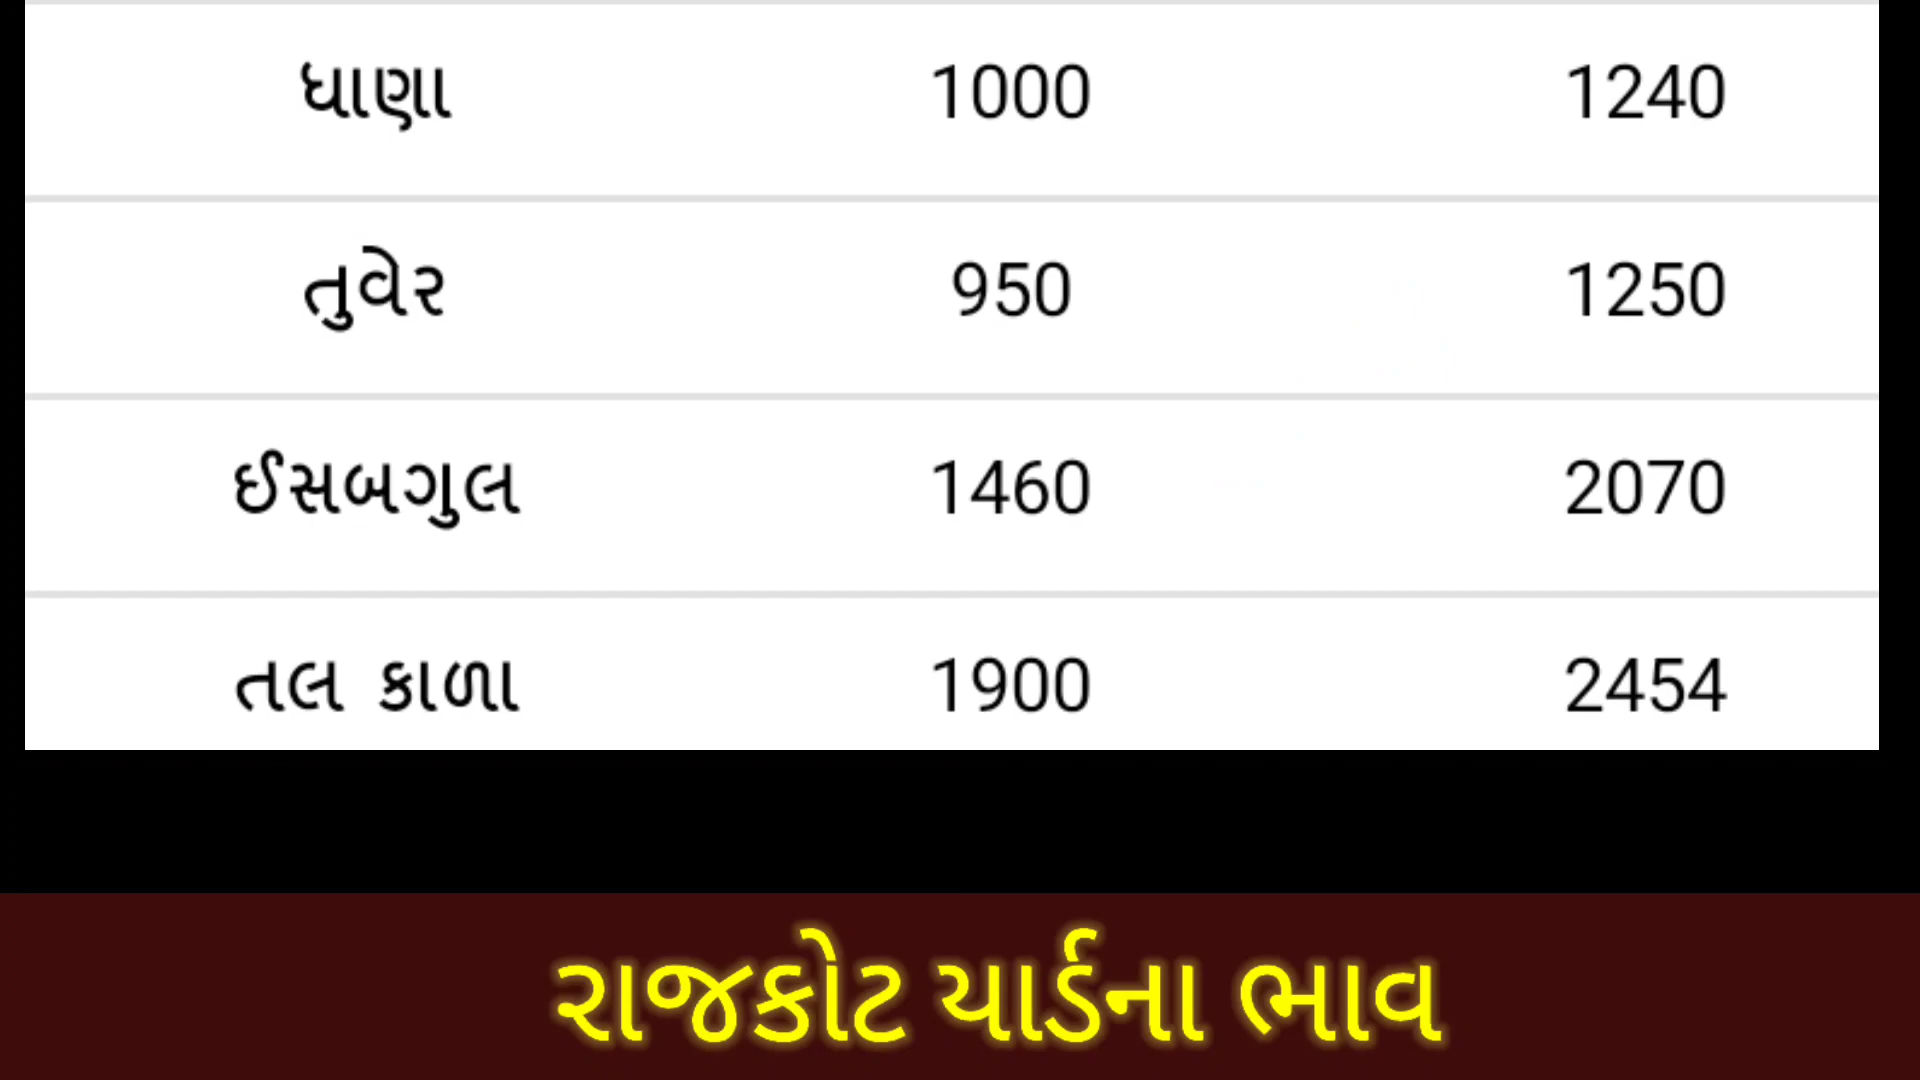 ધાણા 1000 1240
તુવેર 950 1250
ઈસબગુલ 1460 2070
તલ કાળા 1900 2454
રાજકોટ યાર્ડના ભાવ